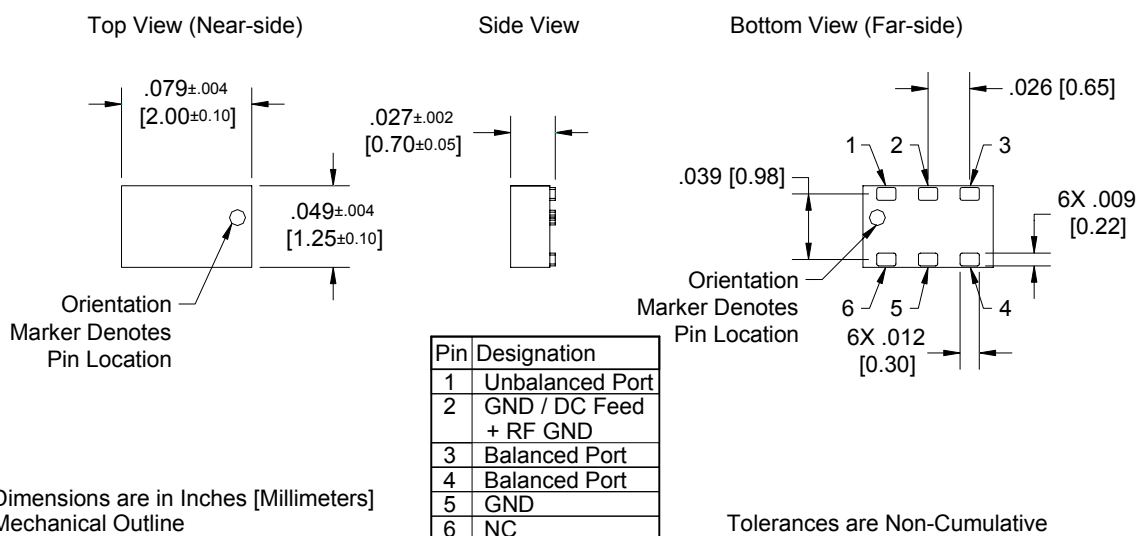 Top View (Near-side)
Side View
Bottom View (Far-side)
.079±.004
[2.00±0.10]
.027±.002
[0.70±0.05]
.026 [0.65]
1
2
3
.039 [0.98]
6X .009
[0.22]
.049±.004
[1.25±0.10]
Orientation
Marker Denotes
Pin Location
Orientation
Marker Denotes
Pin Location
6
5
4
6X .012
[0.30]
Pin Designation
1 Unbalanced Port
2 GND / DC Feed
+ RF GND
3 Balanced Port
4 Balanced Port
5 GND
6 NC
Dimensions are in Inches [Millimeters]
Mechanical Outline
Tolerances are Non-Cumulative